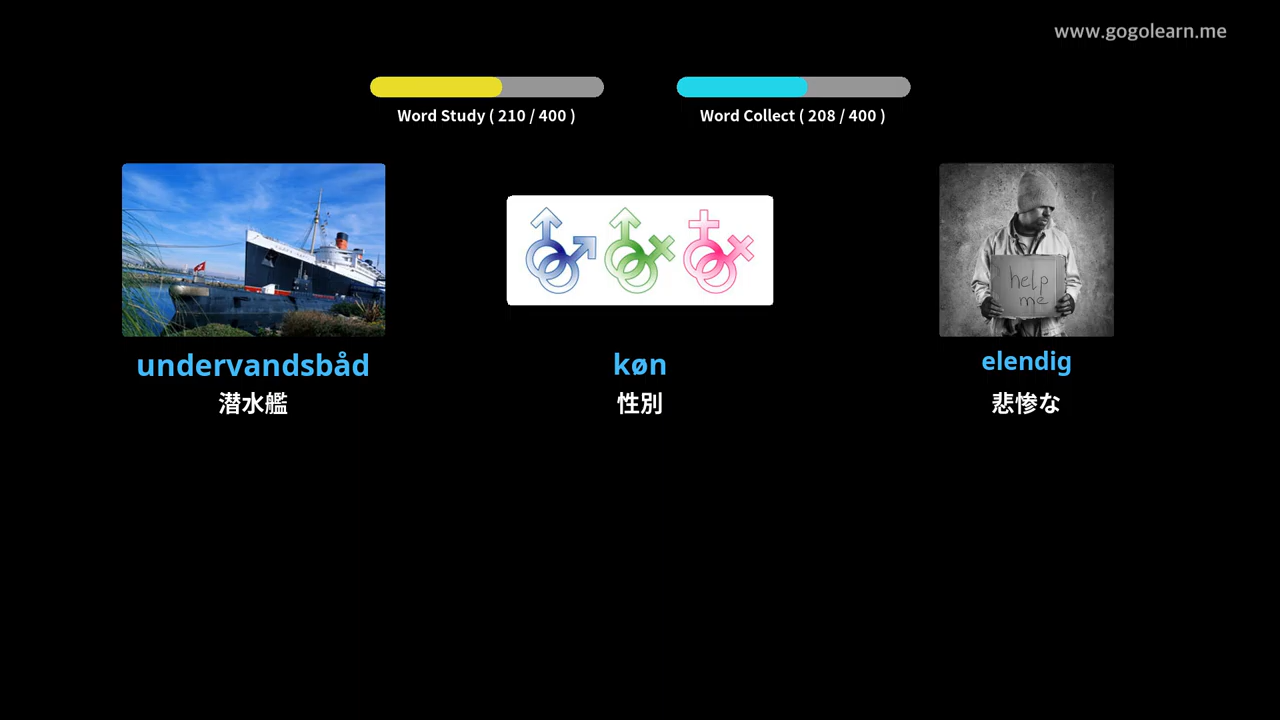 www.gogolearn.me
Word Study ( 210 / 400 )
Word Collect ( 208 / 400 )
help
me
undervandsbåd
køn
elendig
潜水艦
性別
悲惨な